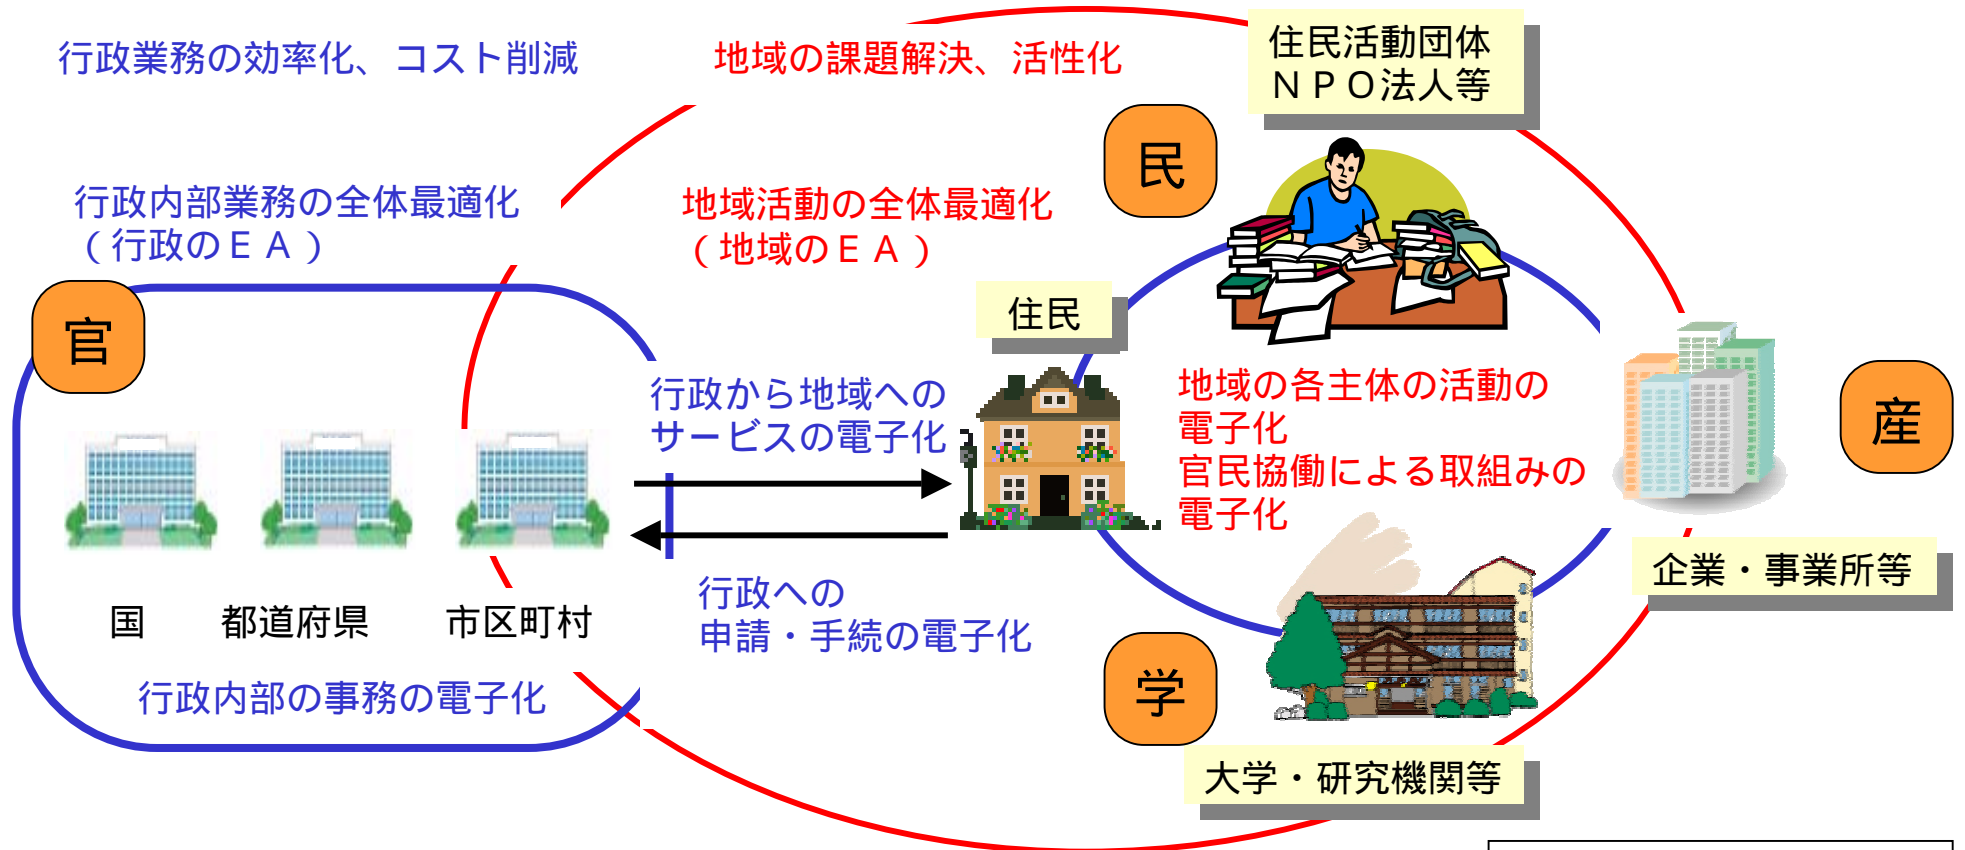 行政業務の効率化、コスト削減
地域の課題解決、活性化
住民活動団体
ＮＰＯ法人等
民
行政内部業務の全体最適化
（行政のＥＡ）
地域活動の全体最適化
（地域のＥＡ）
官
住民
行政から地域への
サービスの電子化
地域の各主体の活動の
電子化
官民協働による取組みの
電子化
産
企業・事業所等
国
都道府県
市区町村
行政への
申請・手続の電子化
行政内部の事務の電子化
学
大学・研究機関等